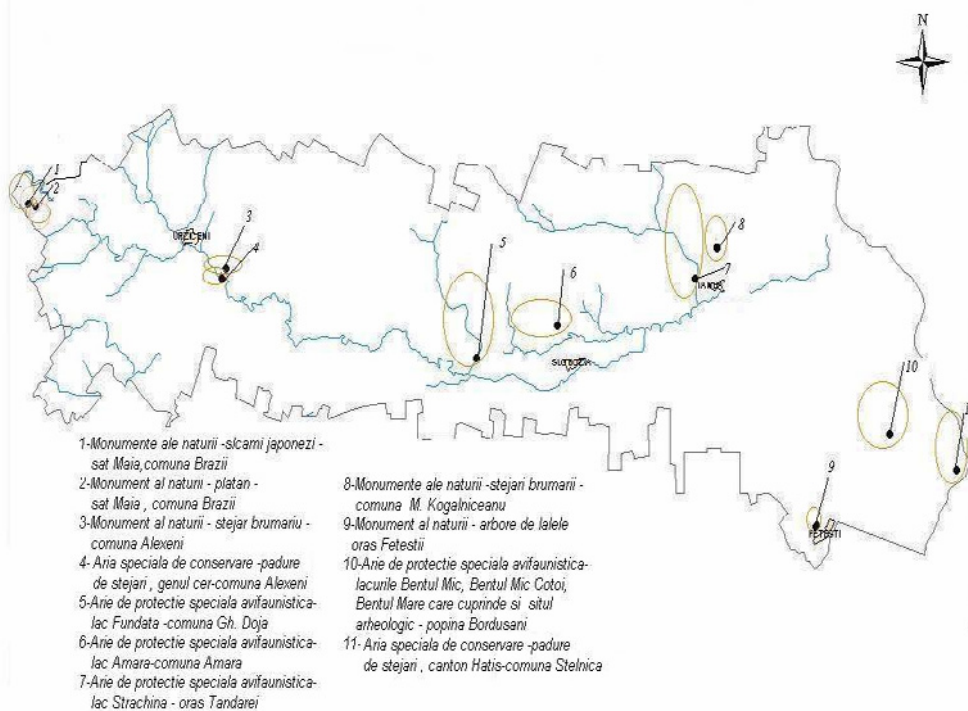 N
1
2
3
4
5
6
7
8
9
10
URZICENI
SLOBOZIA
FETESTI
1-Monumente ale naturii -slcami japonezi -
sat Maia,comuna Brazii
2-Monument al naturii - platan -
sat Maia , comuna Brazii
3-Monument al naturii - stejar brumariu -
comuna Alexeni
4- Aria speciala de conservare -padure
de stejari , genul cer-comuna Alexeni
5-Arie de protectie speciala avifaunistica-
lac Fundata -comuna Gh. Doja
6-Arie de protectie speciala avifaunistica-
lac Amara-comuna Amara
7-Arie de protectie speciala avifaunistica-
lac Strachina - oras Tandarei
8-Monumente ale naturii -stejari brumarii -
comuna M. Kogalniceanu
9-Monument al naturii - arbore de lalele
oras Fetestii
10-Arie de protectie speciala avifaunistica-
lacurile Bentul Mic, Bentul Mic Cotoi,
Bentul Mare care cuprinde si situl
arheologic - popina Bordusani
11- Aria speciala de conservare -padure
de stejari , canton Hatis-comuna Stelnica